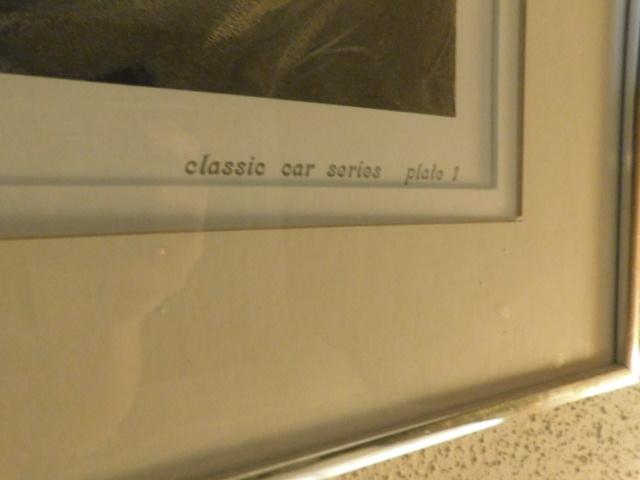 classic car series plate 1